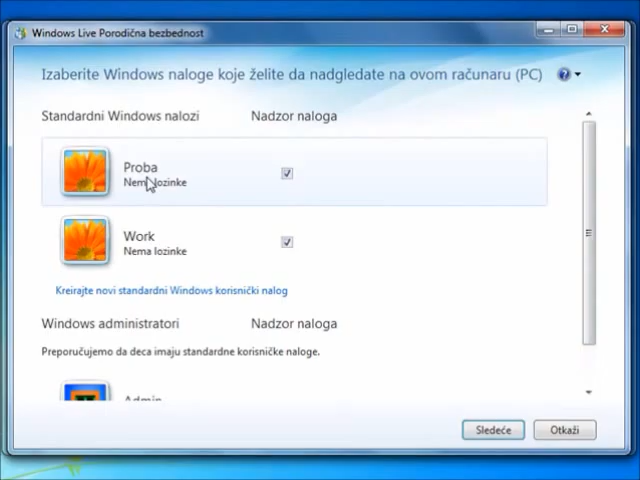 Windows Live Porodična bezbednost
Izaberite Windows naloge koje želite da nadgledate na ovom računaru (PC)
Standardni Windows nalozi Nadzor naloga
Proba
Nema lozinke
Work
Nema lozinke
Kreirajte novi standardni Windows korisnički nalog
Windows administratori Nadzor naloga
Preporučujemo da deca imaju standardne korisničke naloge.
Admin
Sledeće Otkaži